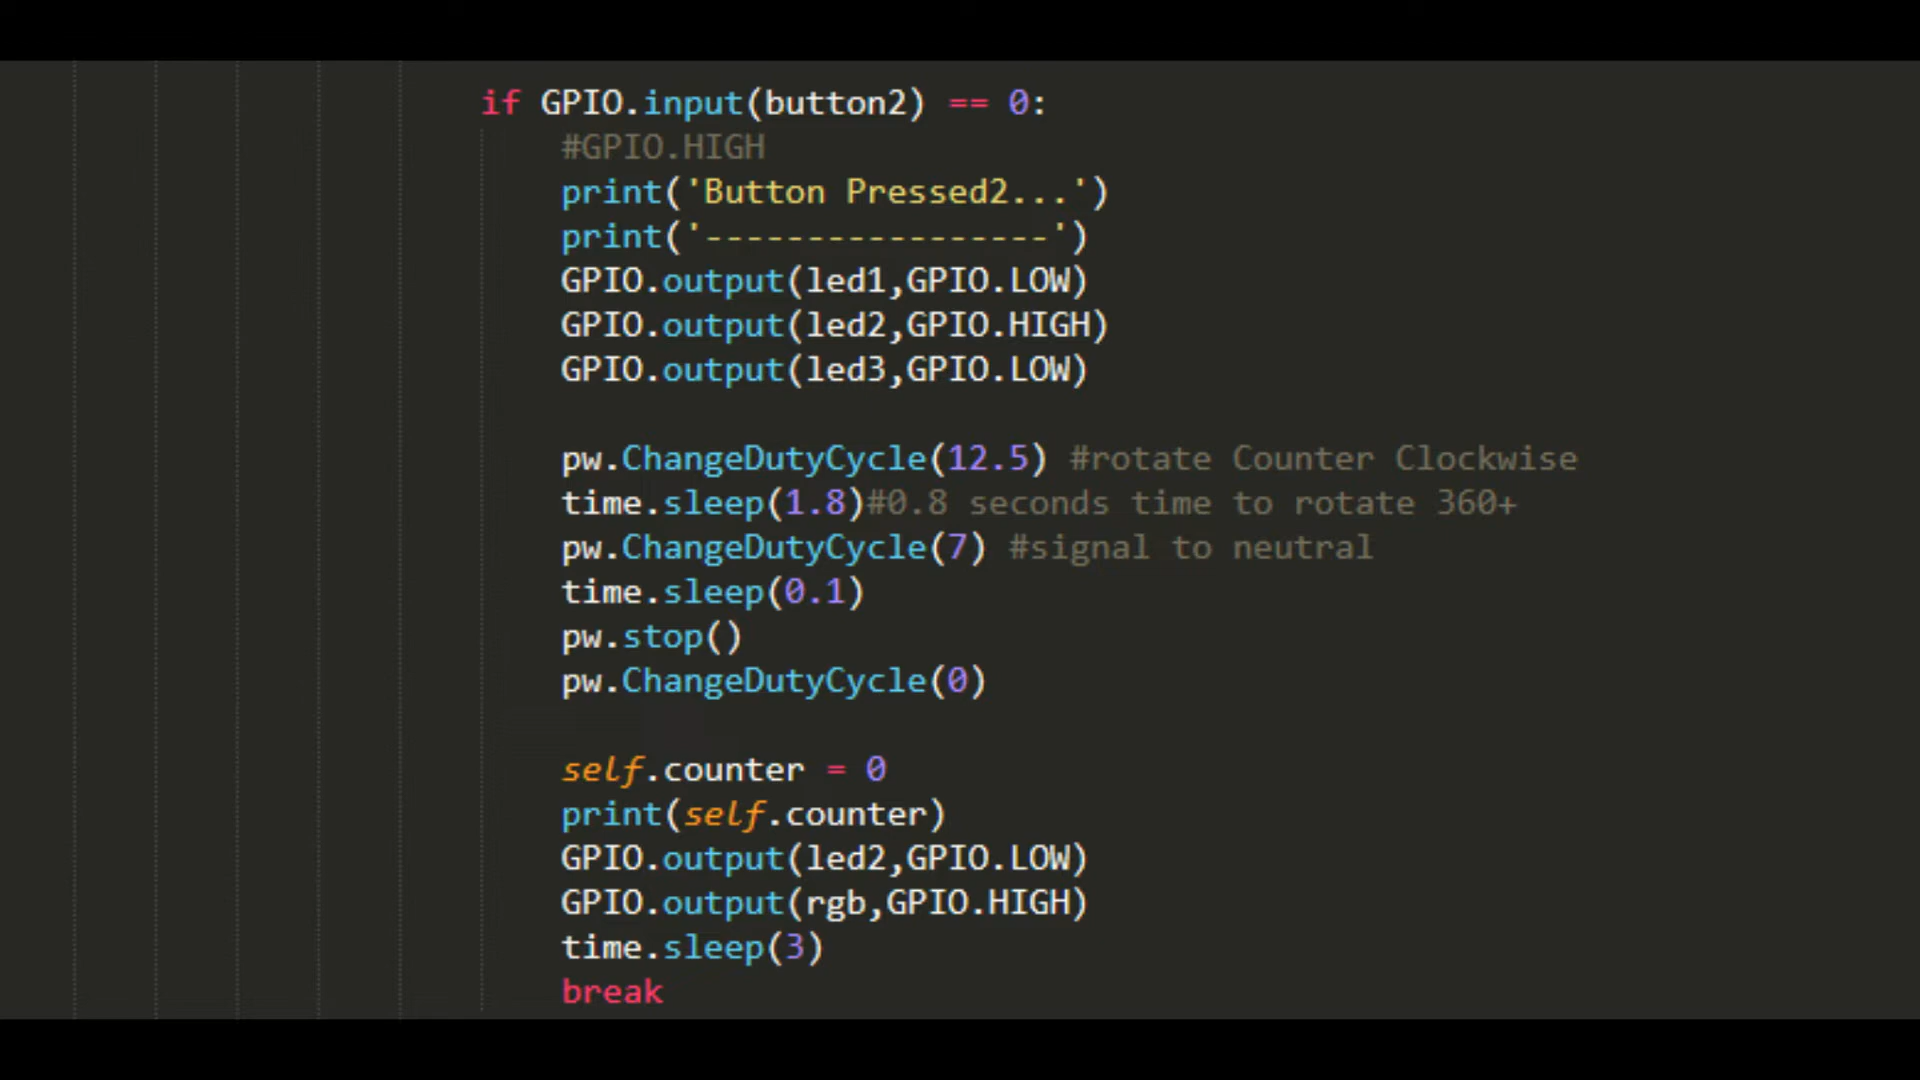 if GPIO.input(button2) == 0:
#GPIO.HIGH
print('Button Pressed2...')
print('-----------------')
GPIO.output(led1,GPIO.LOW)
GPIO.output(led2,GPIO.HIGH)
GPIO.output(led3,GPIO.LOW)
pw.ChangeDutyCycle(12.5) #rotate Counter Clockwise
time.sleep(1.8)#0.8 seconds time to rotate 360+
pw.ChangeDutyCycle(7) #signal to neutral
time.sleep(0.1)
pw.stop()
pw.ChangeDutyCycle(0)
self.counter = 0
print(self.counter)
GPIO.output(led2,GPIO.LOW)
GPIO.output(rgb,GPIO.HIGH)
time.sleep(3)
break